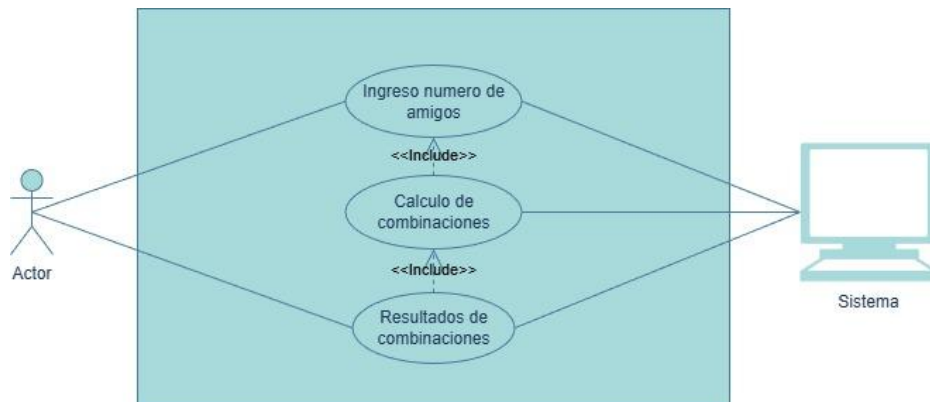 Ingreso numero de
amigos
<<Include>>
Calculo de
combinaciones
<<Include>>
Resultados de
combinaciones
Actor
Sistema